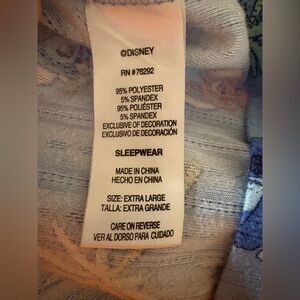 ©DISNEY
RN #76292
95% POLYESTER
5% SPANDEX
95% POLIÉSTER
5% SPANDEX
EXCLUSIVE OF DECORATION
EXCLUSIVO DE DECORACIÓN
SLEEPWEAR
MADE IN CHINA
HECHO EN CHINA
SIZE: EXTRA LARGE
TALLA: EXTRA GRANDE
CARE ON REVERSE
VER AL DORSO PARA CUIDADO